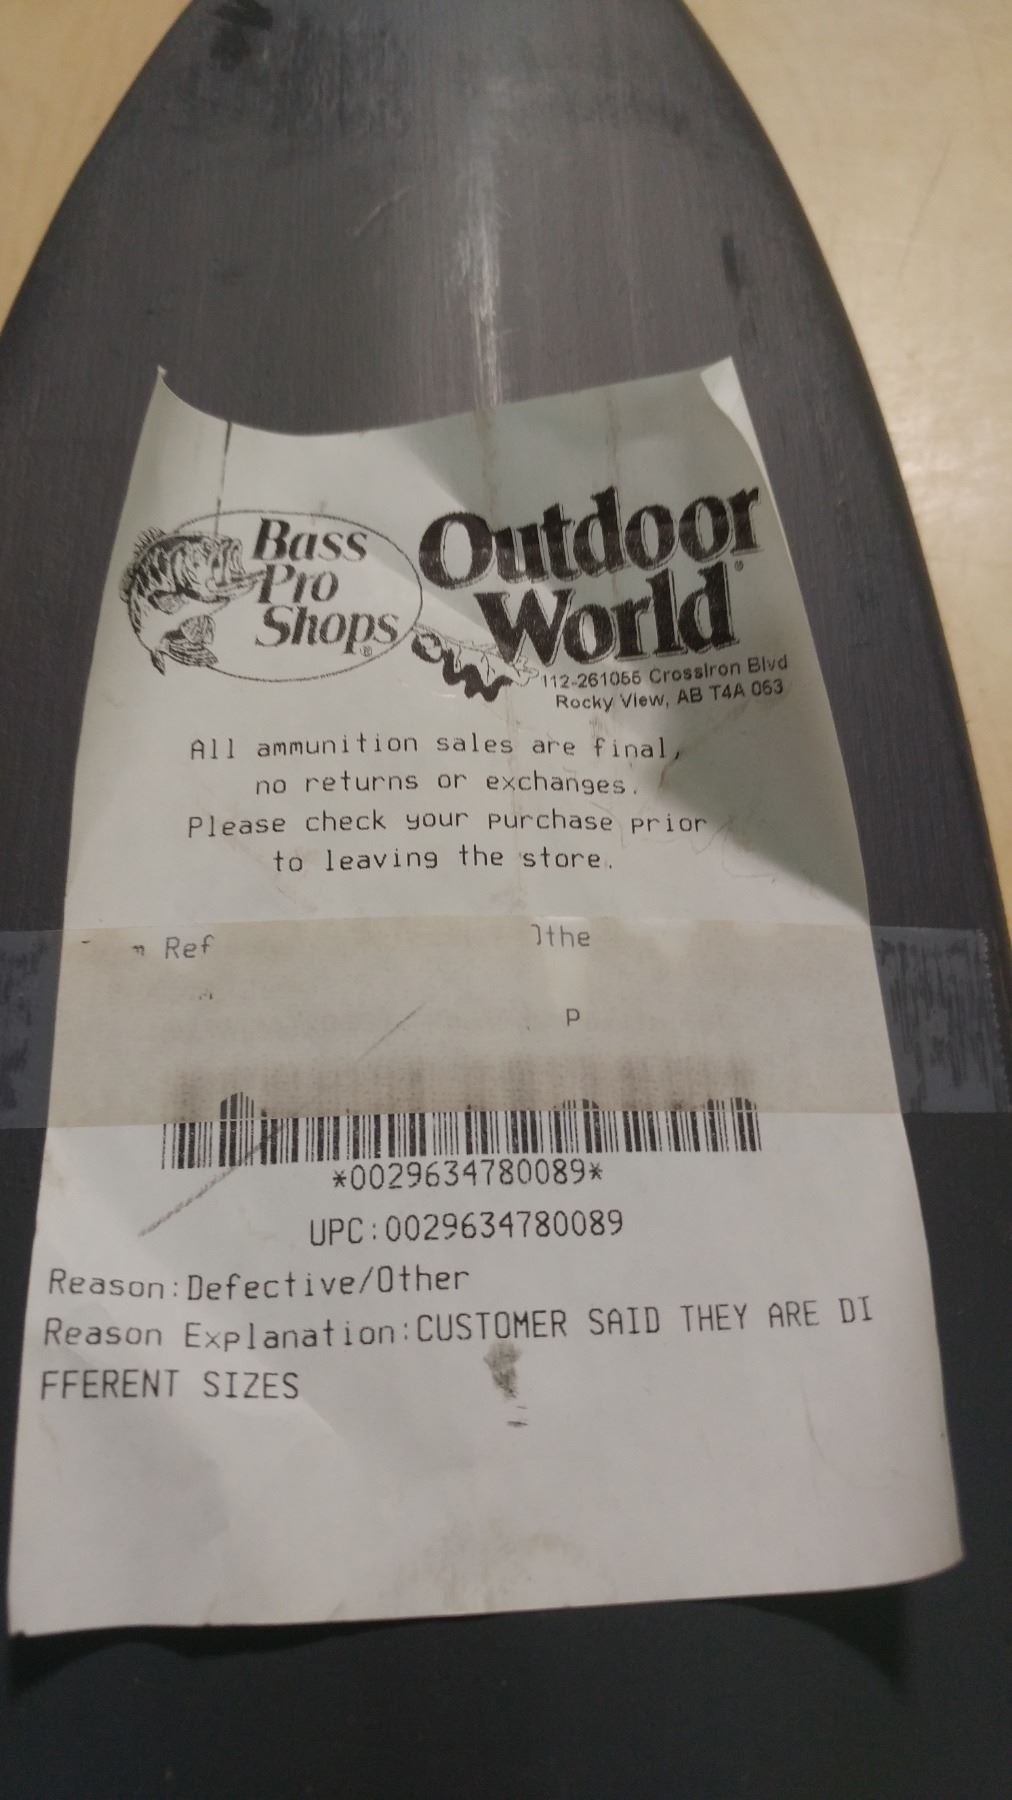 Bass
Pro
Shops®
Outdoor
World®
112-261055 CrossIron Blvd
Rocky View, AB T4A 0S3
All ammunition sales are final,
no returns or exchanges.
Please check your purchase prior
to leaving the store.
Ref
P
*0029634780089*
UPC:0029634780089
Reason:Defective/Other
Reason Explanation:CUSTOMER SAID THEY ARE DI
FFERENT SIZES